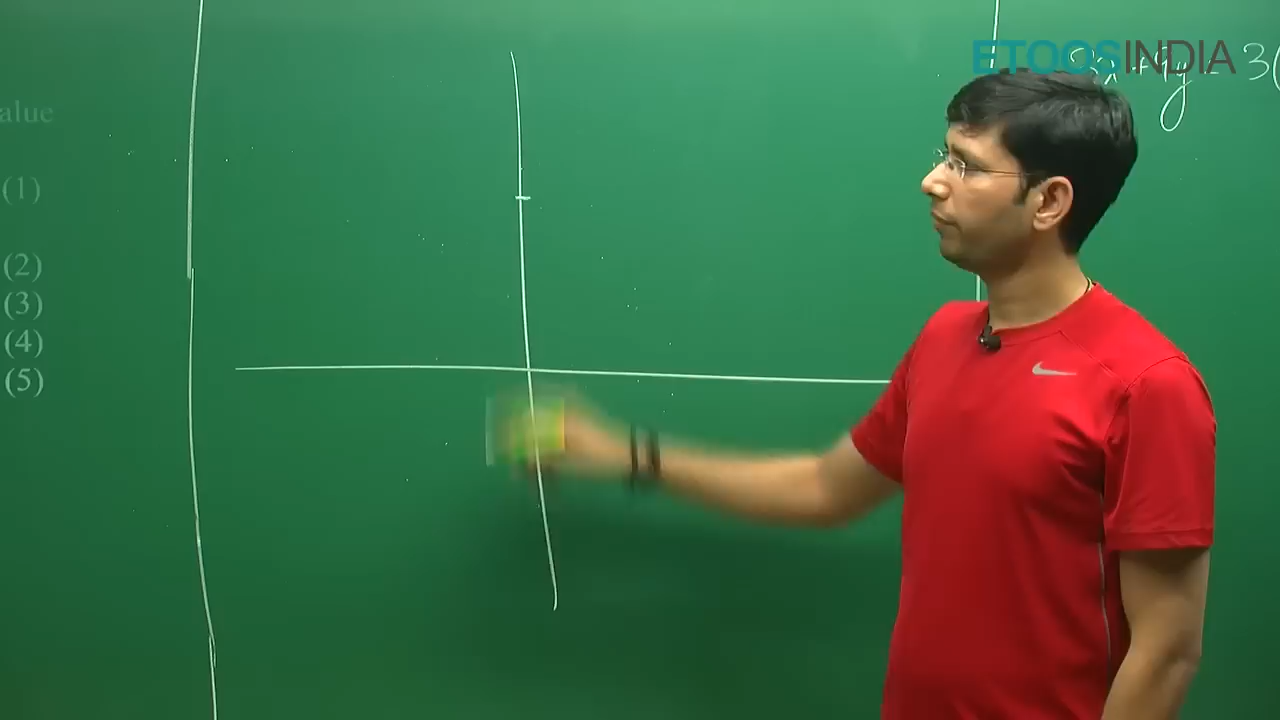 ETOOSINDIA
alue
(1)
(2)
(3)
(4)
(5)